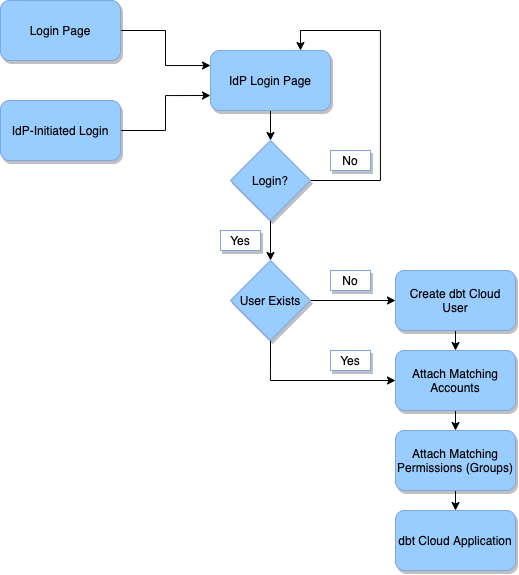 Login Page
IdP Login Page
IdP-Initiated Login
No
Login?
Yes
No
User Exists
Create dbt Cloud
User
Yes
Attach Matching
Accounts
Attach Matching
Permissions (Groups)
dbt Cloud Application